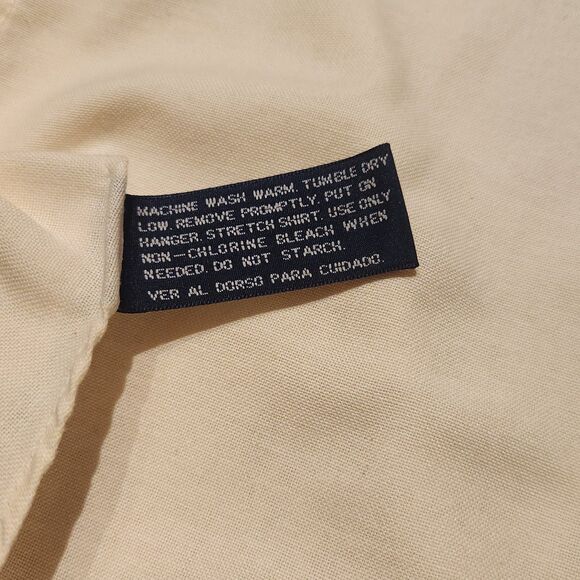 MACHINE WASH WARM. TUMBLE DRY
LOW. REMOVE PROMPTLY. PUT ON
HANGER. STRETCH SHIRT. USE ONLY
NON-CHLORINE BLEACH WHEN
NEEDED. DO NOT STARCH.
VER AL DORSO PARA CUIDADO.